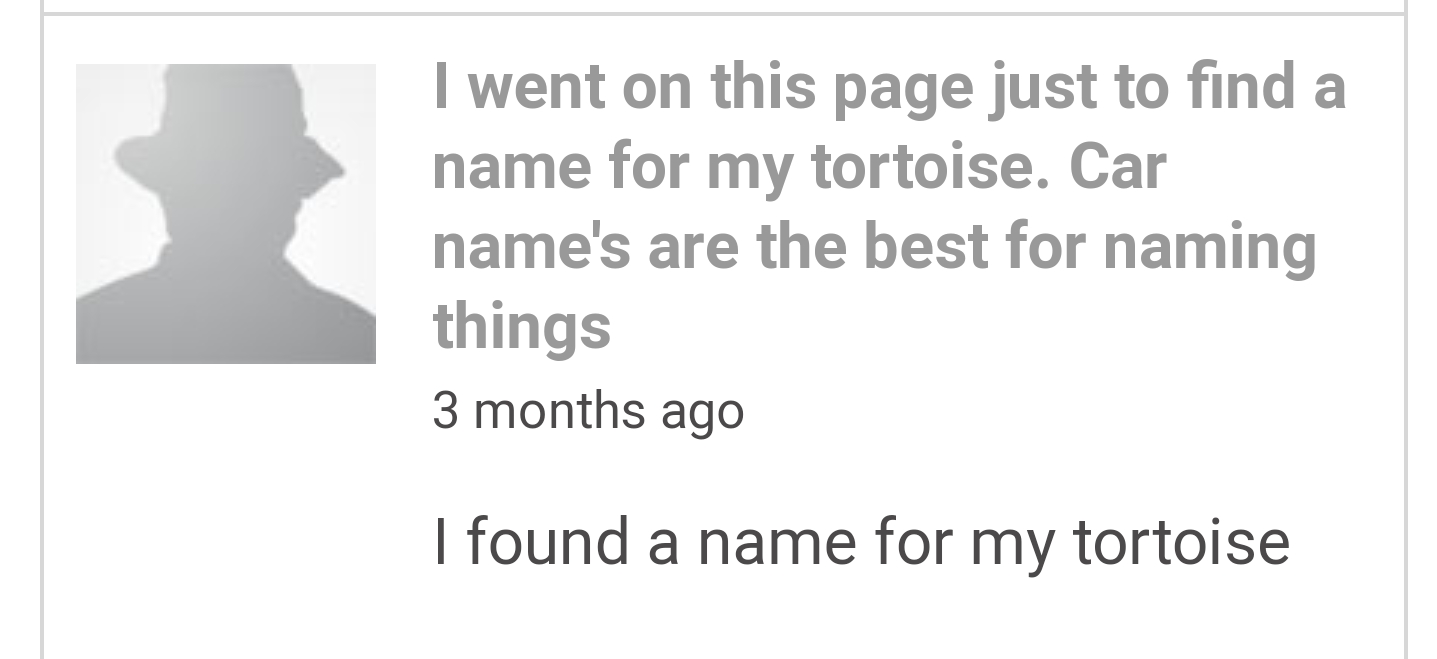 I went on this page just to find a
name for my tortoise. Car
name's are the best for naming
things
3 months ago
I found a name for my tortoise